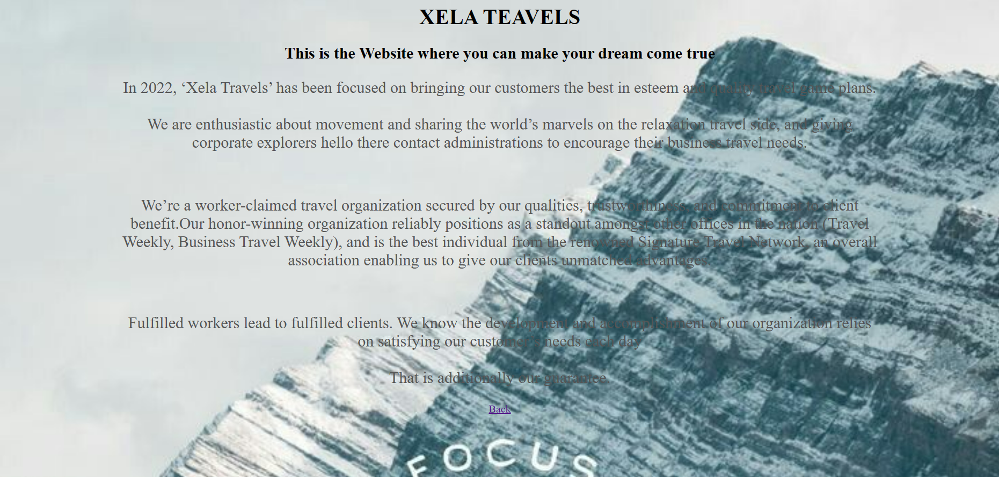 XELA TEAVELS
This is the Website where you can make your dream come true
In 2022, ‘Xela Travels’ has been focused on bringing our customers the best in esteem and quality travel game plans.
We are enthusiastic about movement and sharing the world’s marvels on the relaxation travel side, and giving
corporate explorers hello there contact administrations to encourage their business travel needs.
We’re a worker-claimed travel organization secured by our qualities, trustworthiness, and commitment to client
benefit.Our honor-winning organization reliably positions as a standout amongst other offices in the nation (Travel
Weekly, Business Travel Weekly), and is the best individual from the renowned Signature Travel Network, an overall
association enabling us to give our clients unmatched advantages.
Fulfilled workers lead to fulfilled clients. We know the development and accomplishment of our organization relies
on satisfying our customer’s needs each day
That is additionally our guarantee.
Back
FOCUS